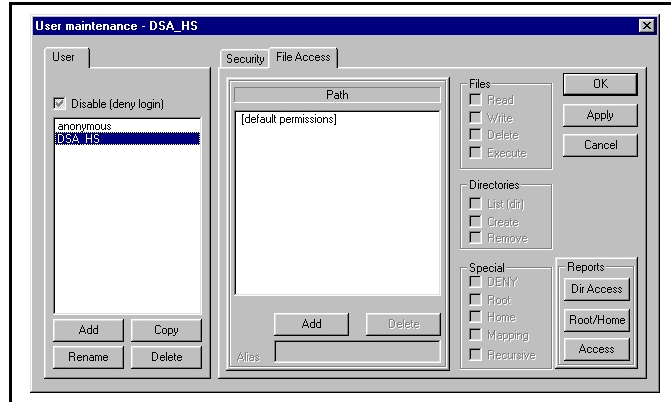 User maintenance - DSA_HS
User
Disable (deny login)
anonymous
DSA_HS
Add
Copy
Rename
Delete
Security
File Access
Path
[default permissions]
Add
Delete
Alias
Files
Read
Write
Delete
Execute
Directories
List (dir)
Create
Remove
Special
DENY
Root
Home
Mapping
Recursive
OK
Apply
Cancel
Reports
Dir Access
Root/Home
Access